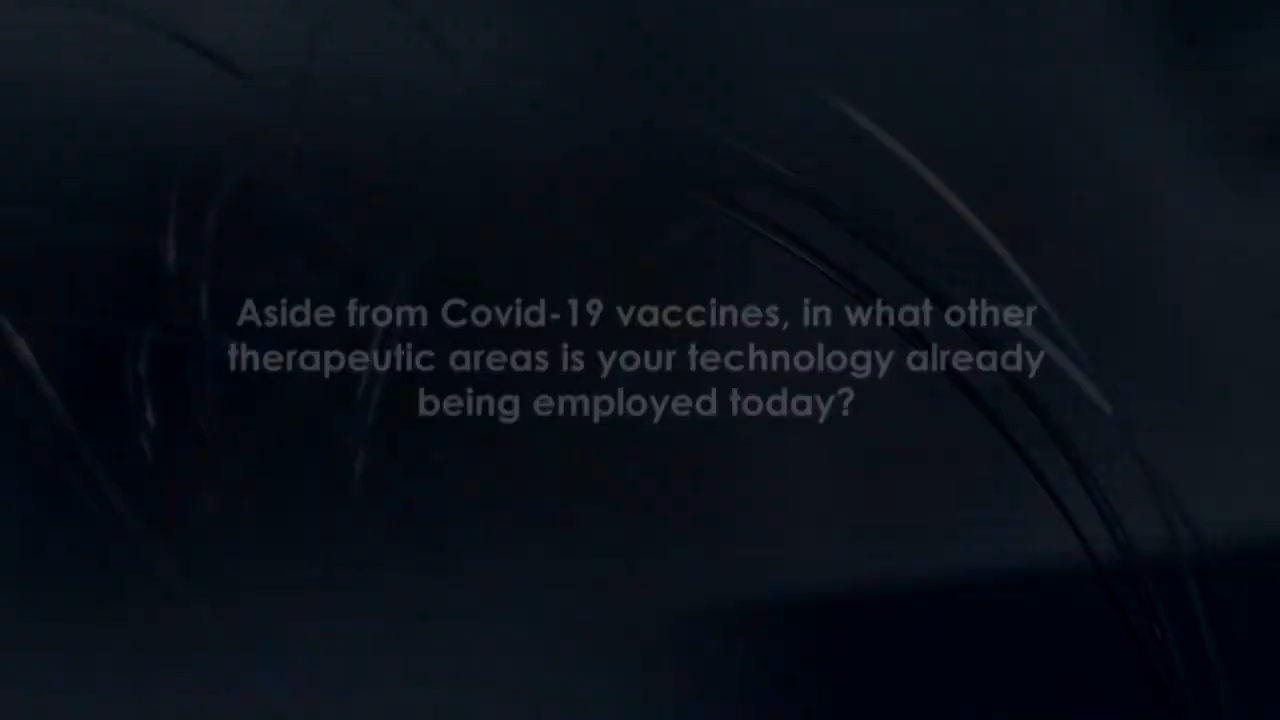 Aside from Covid-19 vaccines, in what other
therapeutic areas is your technology already
being employed today?